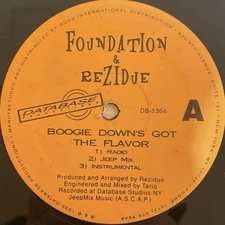 FOUNDATION
&
REZIDUE
DATABASE
A
DB-5364
BOOGIE DOWN'S GOT
THE FLAVOR
1) RADIO
2) JEEP MIX
3) INSTRUMENTAL
Produced and Arranged by Rezidue
Engineered and Mixed by Tariq
Recorded at Database Studios NY
JeepMix Music (A.S.C.A.P.)